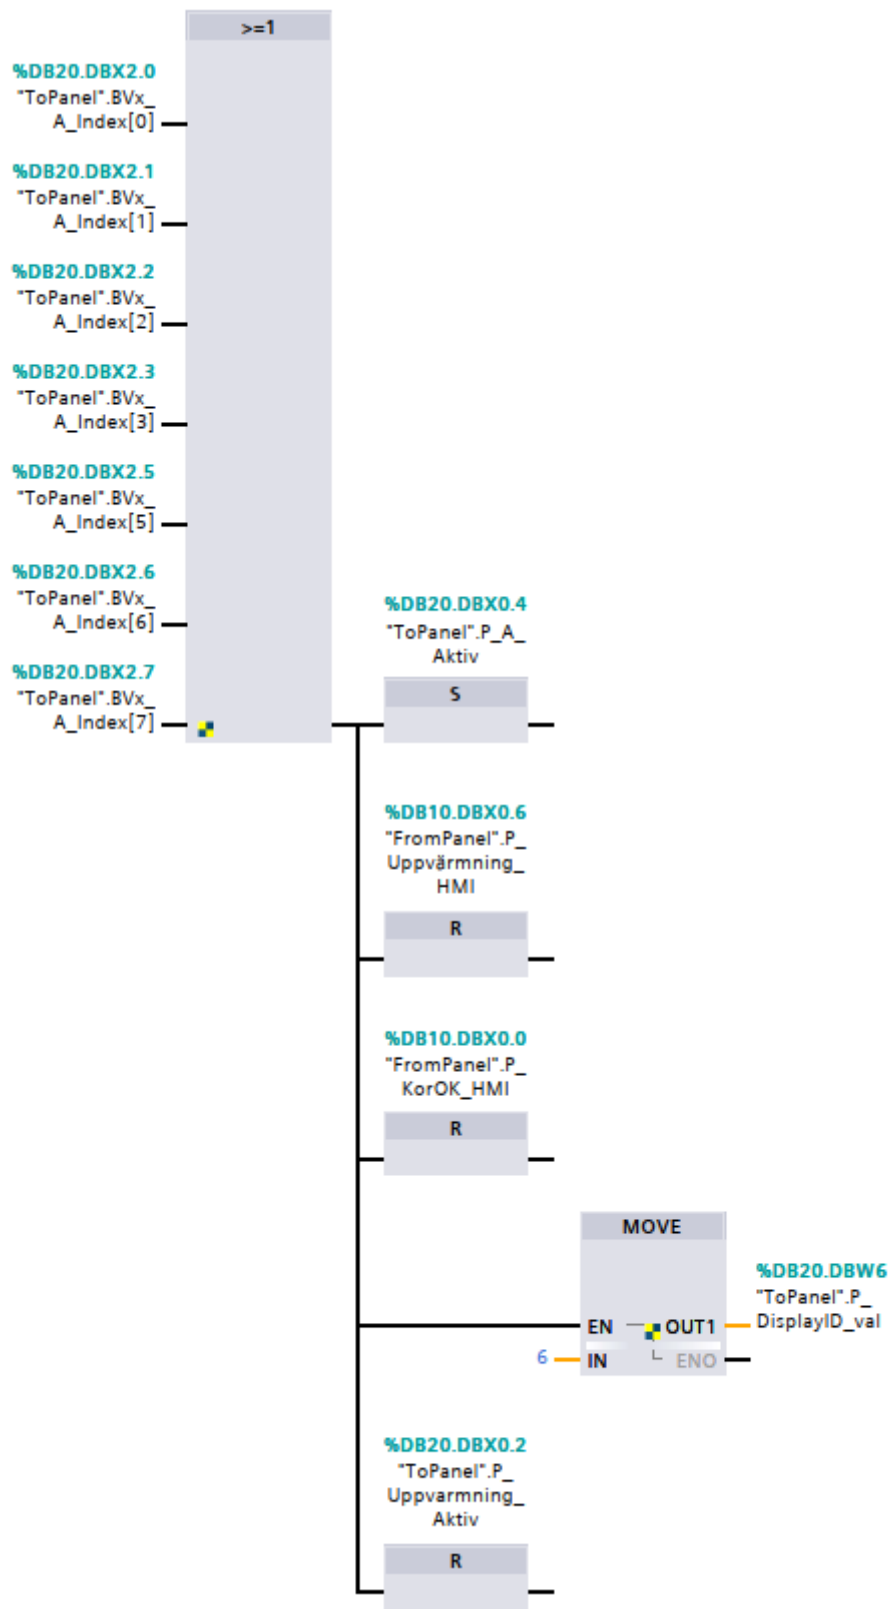 >=1
%DB20.DBX2.0
"ToPanel".BVx_
A_Index[0]
%DB20.DBX2.1
"ToPanel".BVx_
A_Index[1]
%DB20.DBX2.2
"ToPanel".BVx_
A_Index[2]
%DB20.DBX2.3
"ToPanel".BVx_
A_Index[3]
%DB20.DBX2.5
"ToPanel".BVx_
A_Index[5]
%DB20.DBX2.6
"ToPanel".BVx_
A_Index[6]
%DB20.DBX2.7
"ToPanel".BVx_
A_Index[7]
%DB20.DBX0.4
"ToPanel".P_A_
Aktiv
S
%DB10.DBX0.6
"FromPanel".P_
Uppvärmning_
HMI
R
%DB10.DBX0.0
"FromPanel".P_
KorOK_HMI
R
MOVE
%DB20.DBW6
"ToPanel".P_
DisplayID_val
EN OUT1
6 IN ENO
%DB20.DBX0.2
"ToPanel".P_
Uppvarmning_
Aktiv
R